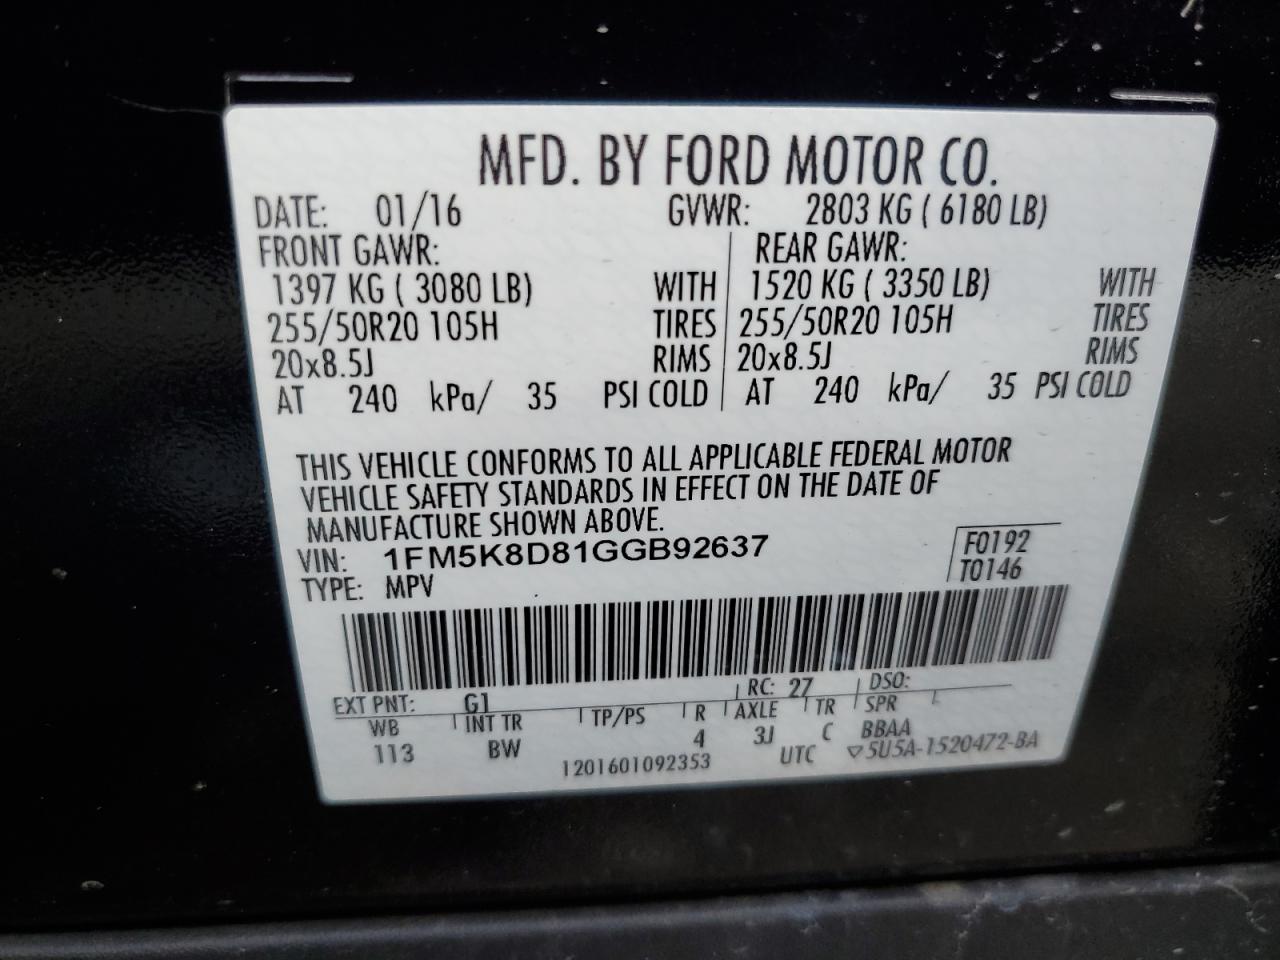 MFD. BY FORD MOTOR CO.
DATE: 01/16 GVWR: 2803 KG ( 6180 LB)
FRONT GAWR: REAR GAWR:
1397 KG ( 3080 LB) WITH 1520 KG ( 3350 LB) WITH
255/50R20 105H TIRES 255/50R20 105H TIRES
20x8.5J RIMS 20x8.5J RIMS
AT 240 kPa/ 35 PSI COLD AT 240 kPa/ 35 PSI COLD
THIS VEHICLE CONFORMS TO ALL APPLICABLE FEDERAL MOTOR
VEHICLE SAFETY STANDARDS IN EFFECT ON THE DATE OF
MANUFACTURE SHOWN ABOVE.
VIN: 1FM5K8D81GGB92637 F0192
TYPE: MPV T0146
EXT PNT: G1 RC: 27 DSO:
WB INT TR TP/PS R AXLE TR SPR
113 BW 4 3J C BBAA
1201601092353 UTC ▽5U5A-1520472-BA